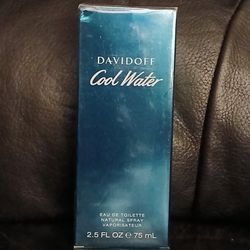 DAVIDOFF
Cool Water
EAU DE TOILETTE
NATURAL SPRAY
VAPORISATEUR
2.5 FL OZ ℮ 75 mL